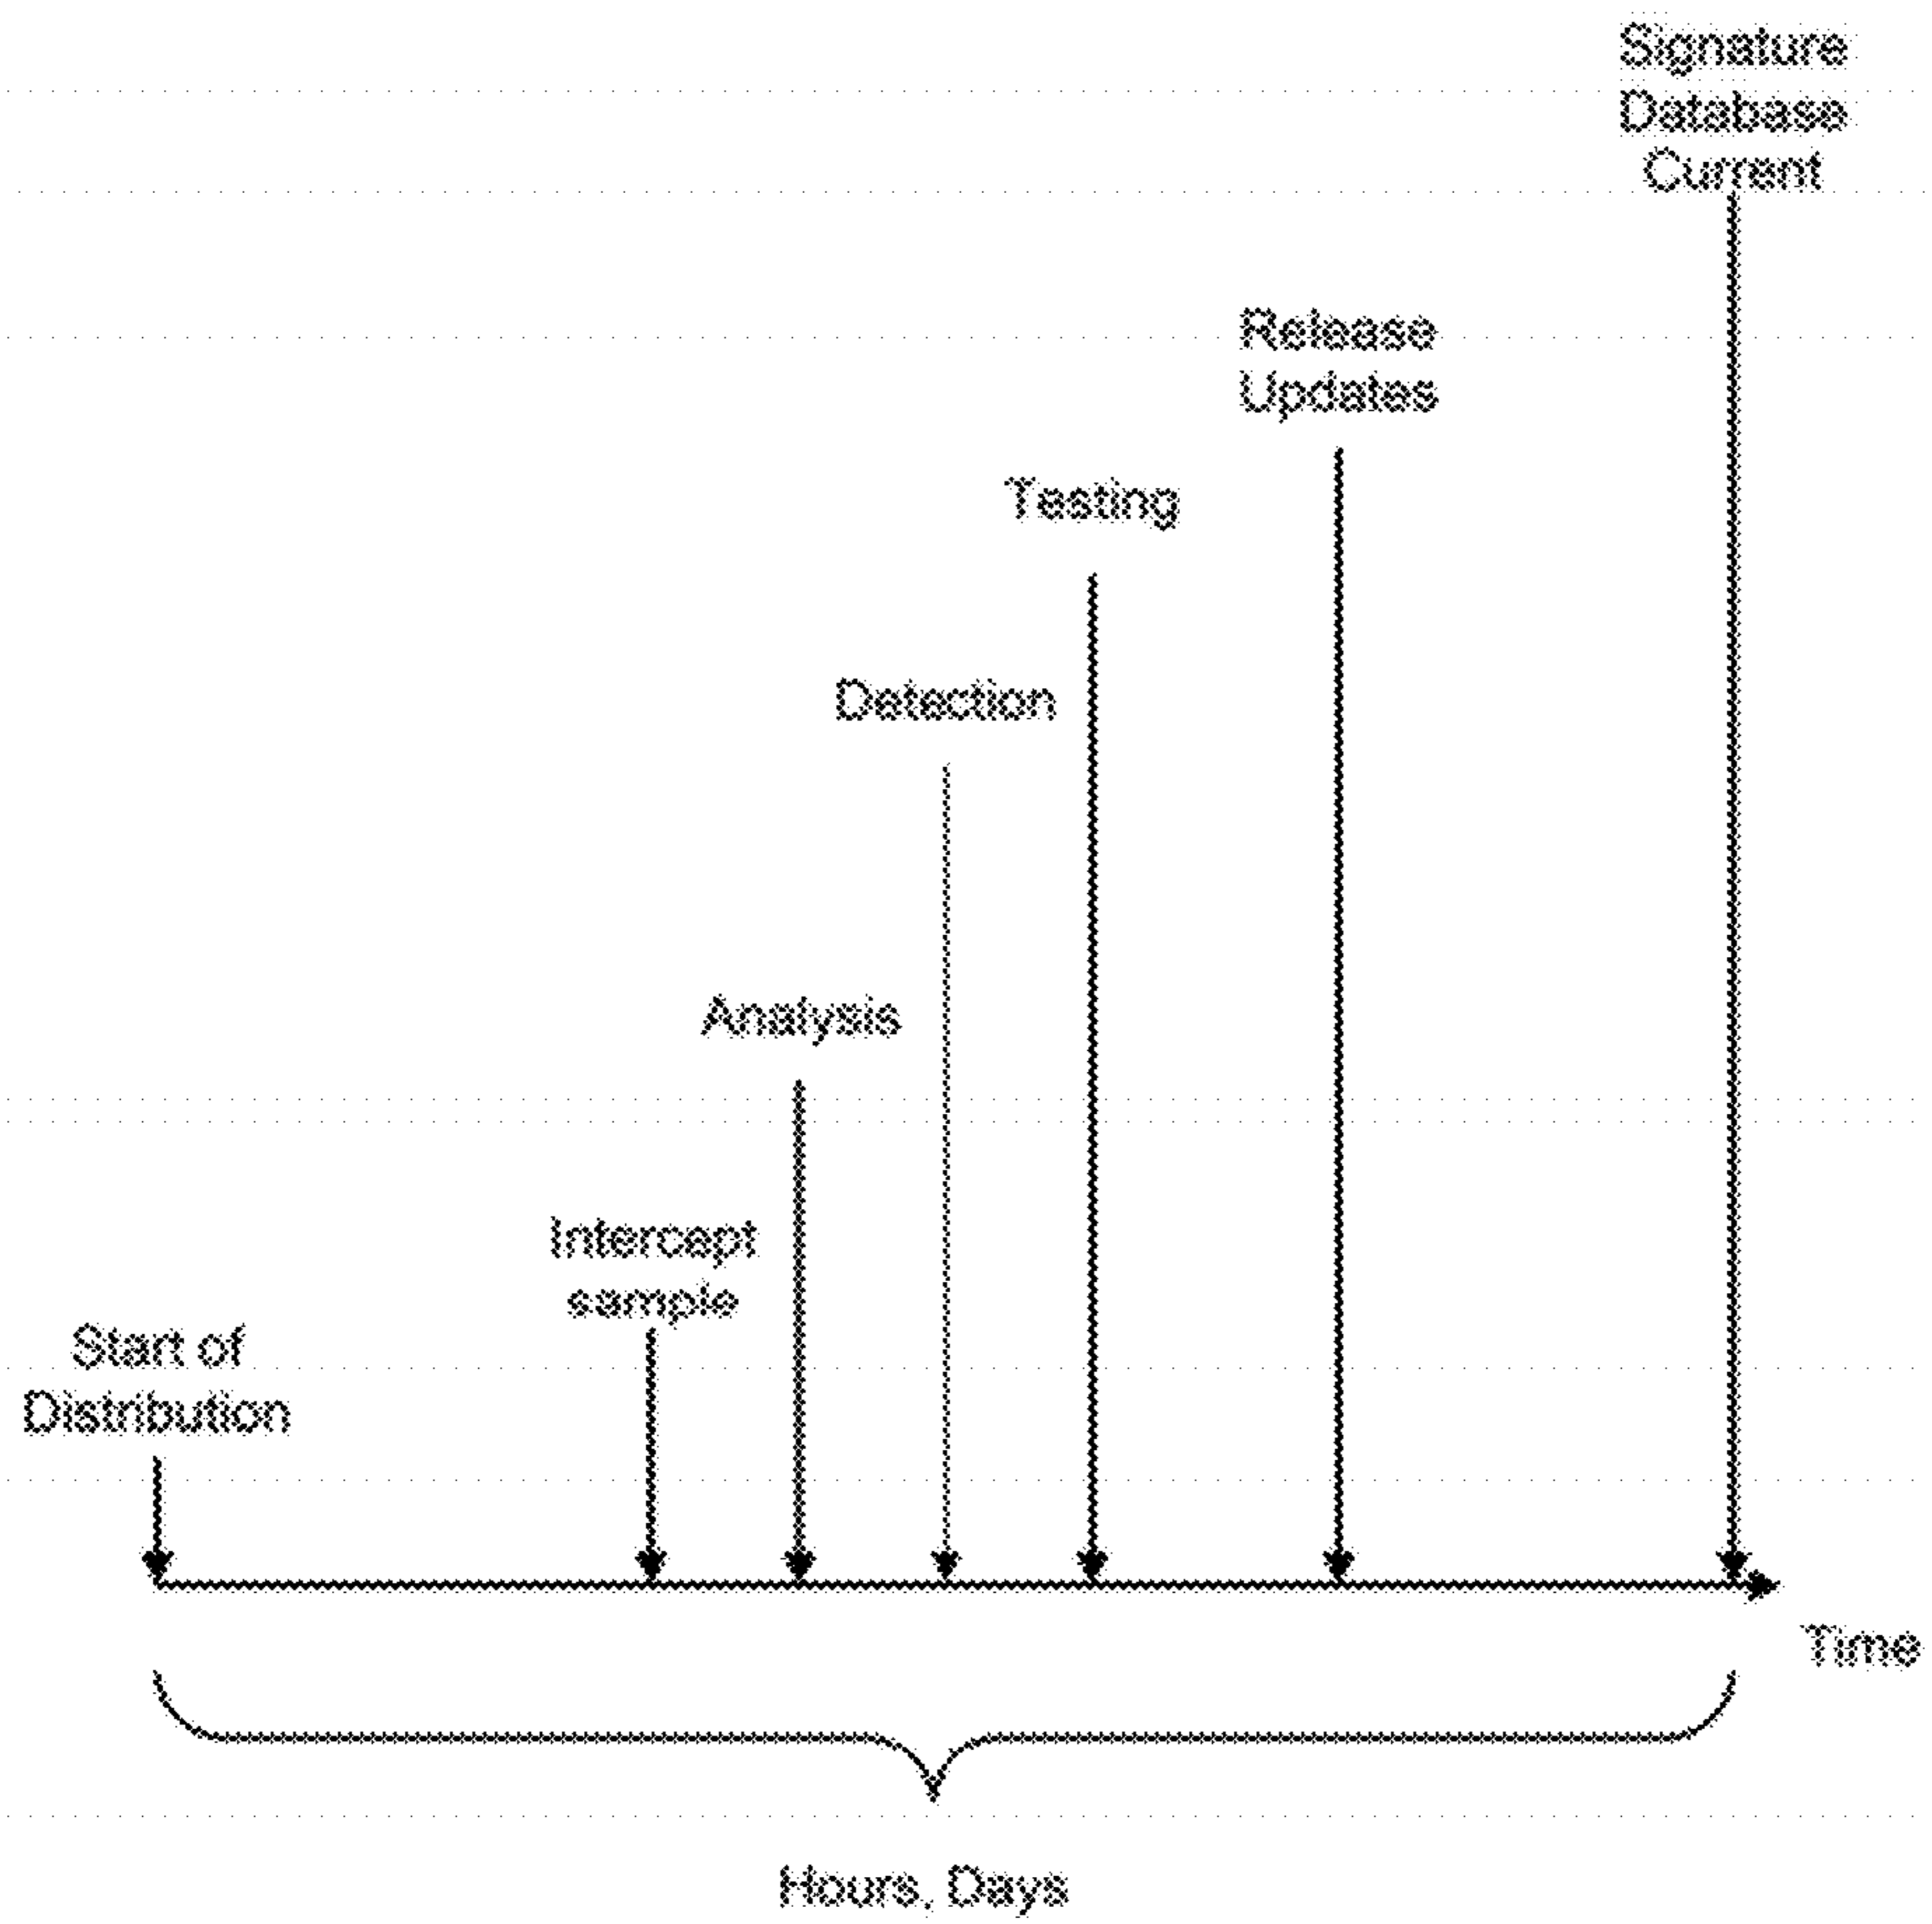 Signature
Database
Current
Release
Updates
Testing
Detection
Analysis
Intercept
sample
Start of
Distribution
Time
Hours, Days